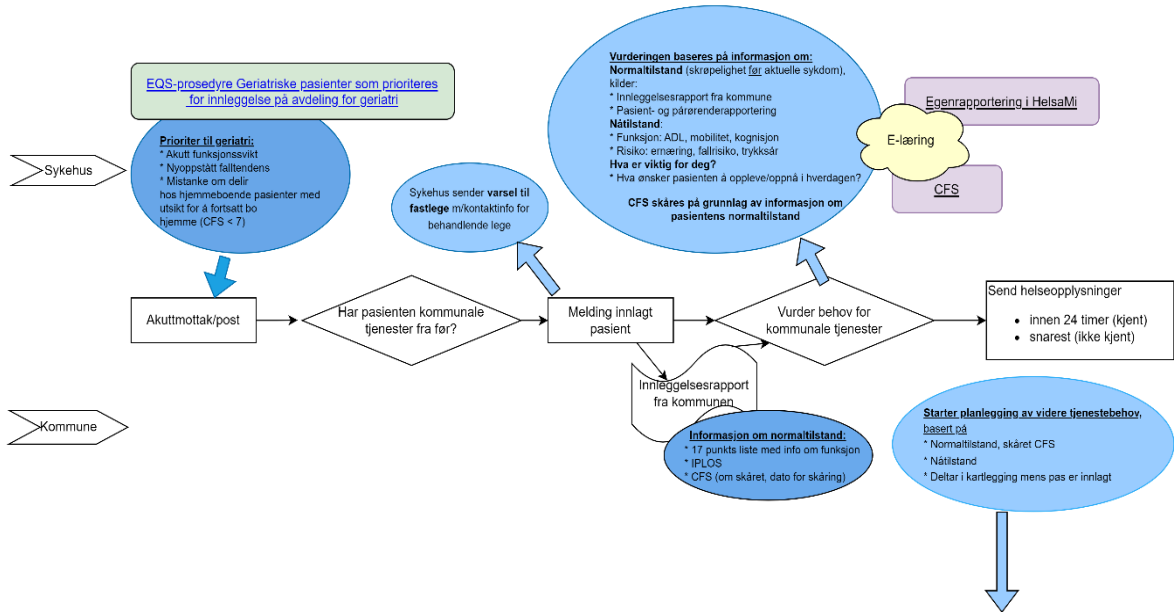 EQS-prosedyre Geriatriske pasienter som prioriteres
for innleggelse på avdeling for geriatri
Sykehus
Prioriter til geriatri:
* Akutt funksjonssvikt
* Nyoppstått falltendens
* Mistanke om delir
hos hjemmeboende pasienter med
utsikt for å fortsatt bo
hjemme (CFS < 7)
Sykehus sender varsel til
fastlege m/kontaktinfo for
behandlende lege
Vurderingen baseres på informasjon om:
Normaltilstand (skrøpelighet før aktuelle sykdom),
kilder:
* Innleggelsesrapport fra kommune
* Pasient- og pårørenderapportering
Nåtilstand:
* Funksjon: ADL, mobilitet, kognisjon
* Risiko: ernæring, fallrisiko, trykksår
Hva er viktig for deg?
* Hva ønsker pasienten å oppleve/oppnå i hverdagen?
CFS skåres på grunnlag av informasjon om
pasientens normaltilstand
Egenrapportering i HelsaMi
E-læring
CFS
Akuttmottak/post
Har pasienten kommunale
tjenester fra før?
Melding innlagt
pasient
Vurder behov for
kommunale tjenester
Send helseopplysninger
• innen 24 timer (kjent)
• snarest (ikke kjent)
Kommune
Innleggelsesrapport
fra kommunen
Informasjon om normaltilstand:
* 17 punkts liste med info om funksjon
* IPLOS
* CFS (om skåret, dato for skåring)
Starter planlegging av videre tjenestebehov,
basert på
* Normaltilstand, skåret CFS
* Nåtilstand
* Deltar i kartlegging mens pas er innlagt